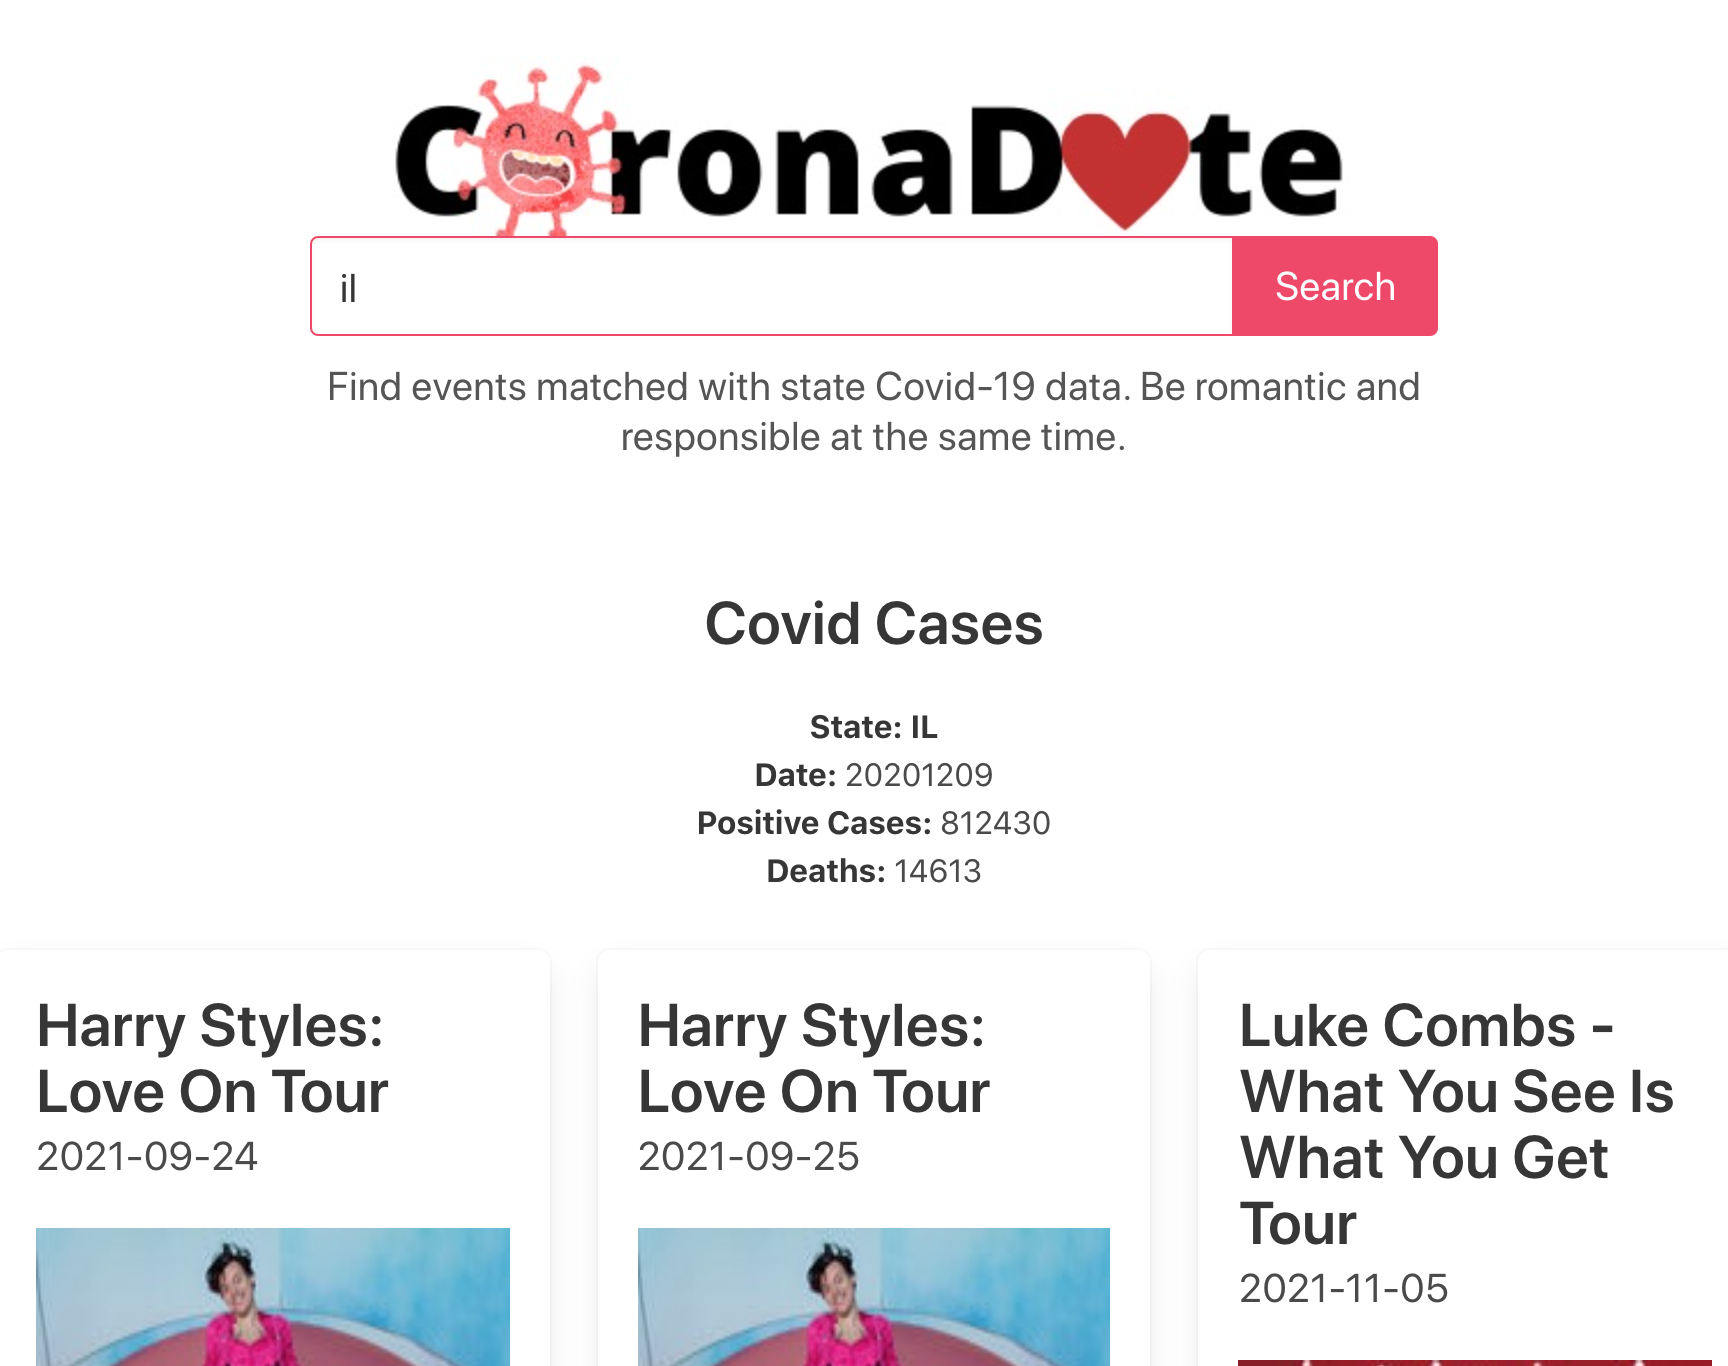 CoronaDate
il
Search
Find events matched with state Covid-19 data. Be romantic and
responsible at the same time.
Covid Cases
State: IL
Date: 20201209
Positive Cases: 812430
Deaths: 14613
Harry Styles:
Love On Tour
2021-09-24
Harry Styles:
Love On Tour
2021-09-25
Luke Combs -
What You See Is
What You Get
Tour
2021-11-05